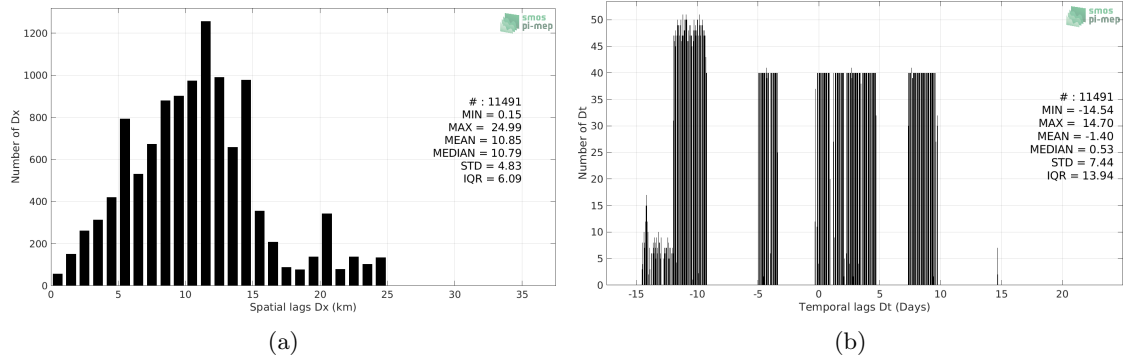 1200
1000
800
600
400
200
0
Number of Dx
smos
pi-mep
# : 11491
MIN = 0.15
MAX = 24.99
MEAN = 10.85
MEDIAN = 10.79
STD = 4.83
IQR = 6.09
0 5 10 15 20 25 30 35
Spatial lags Dx (km)
(a)
50
45
40
35
30
25
20
15
10
5
0
Number of Dt
smos
pi-mep
# : 11491
MIN = -14.54
MAX = 14.70
MEAN = -1.40
MEDIAN = 0.53
STD = 7.44
IQR = 13.94
-15 -10 -5 0 5 10 15 20
Temporal lags Dt (Days)
(b)